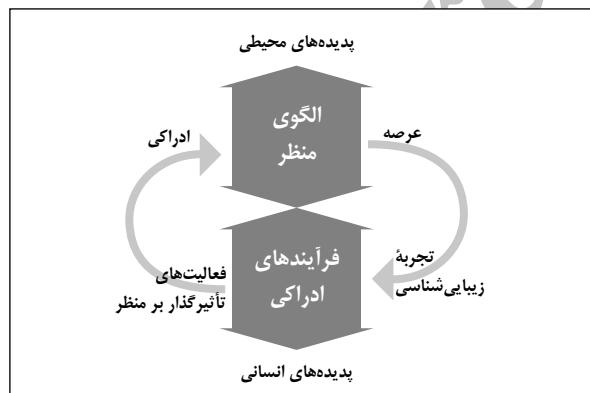 پدیده‌های محیطی
الگوی
منظر
عرصه
ادراکی
تجربۀ
زیبایی‌شناسی
فرآیندهای
ادراکی
فعالیت‌های
تأثیرگذار بر منظر
پدیده‌های انسانی